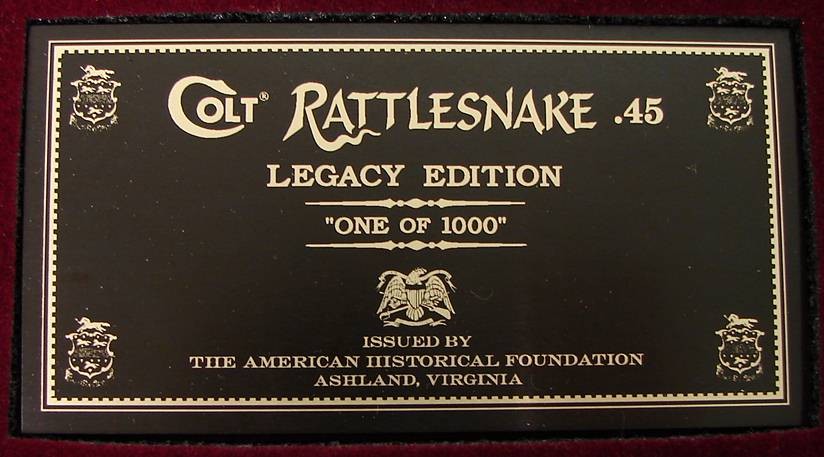 COLT® RATTLESNAKE .45
LEGACY EDITION
"ONE OF 1000"
ISSUED BY
THE AMERICAN HISTORICAL FOUNDATION
ASHLAND, VIRGINIA